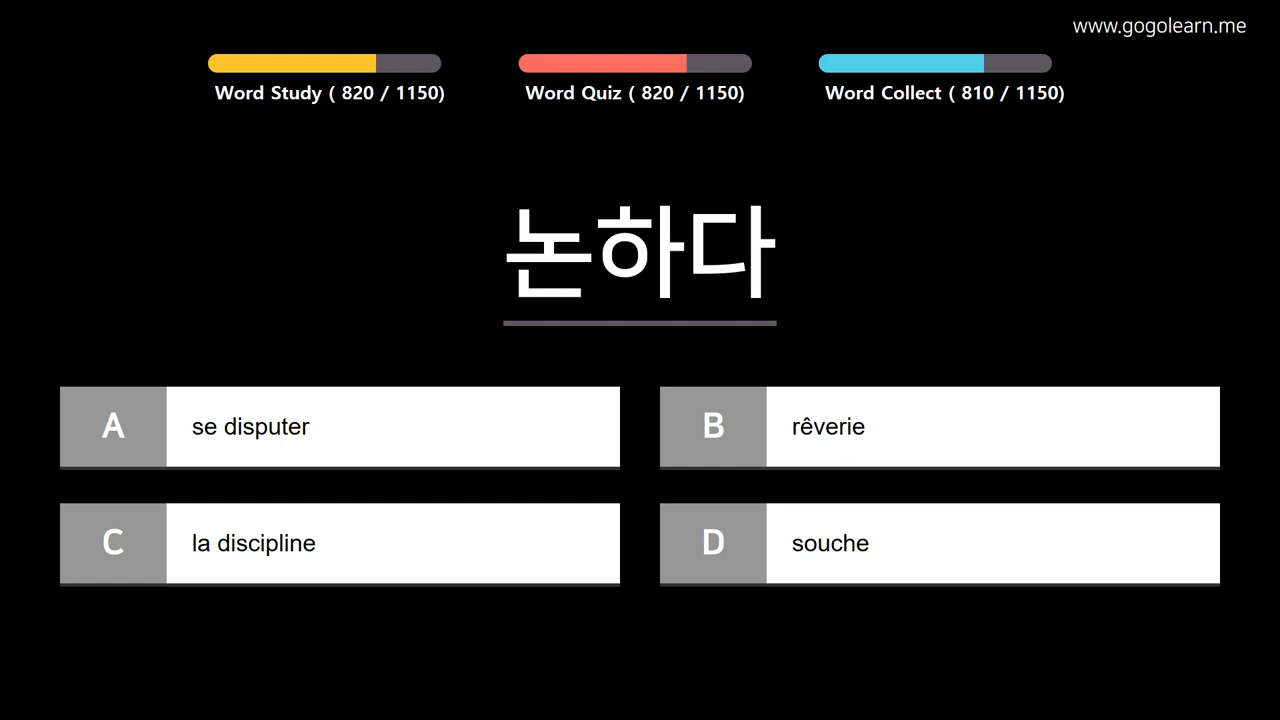 www.gogolearn.me
Word Study ( 820 / 1150)
Word Quiz ( 820 / 1150)
Word Collect ( 810 / 1150)
논하다
A
se disputer
B
rêverie
C
la discipline
D
souche